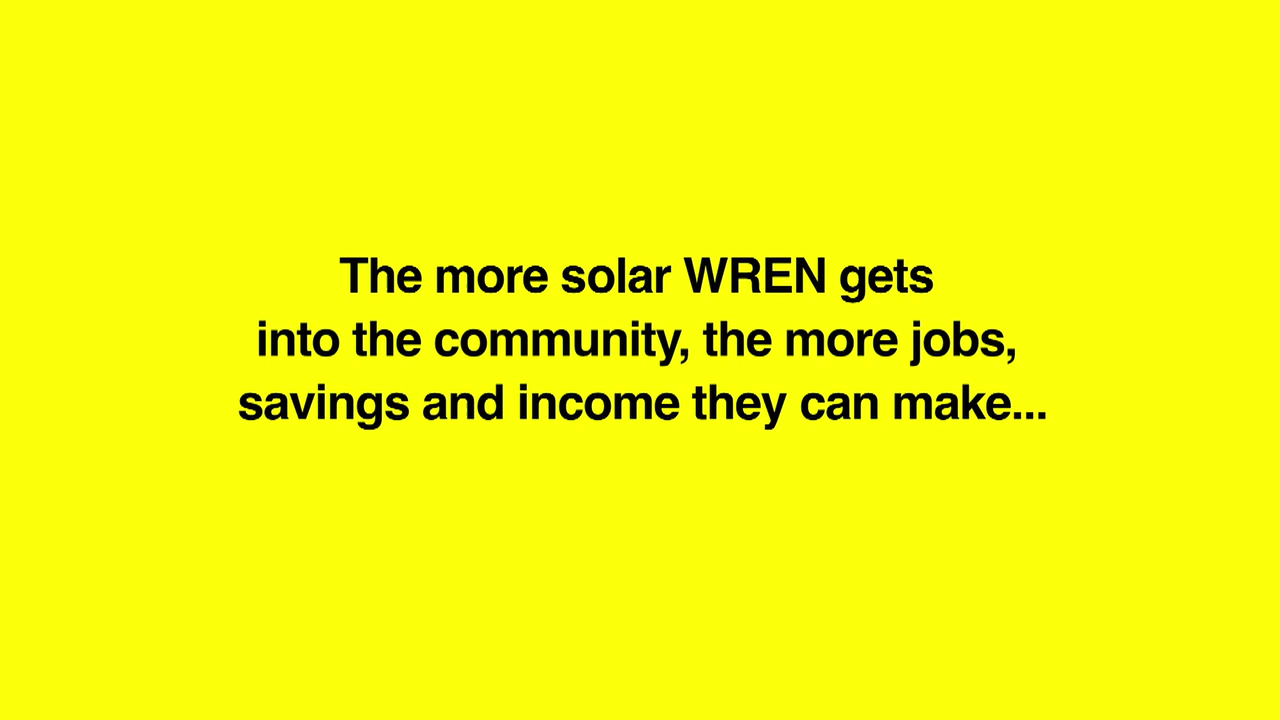 The more solar WREN gets
into the community, the more jobs,
savings and income they can make...